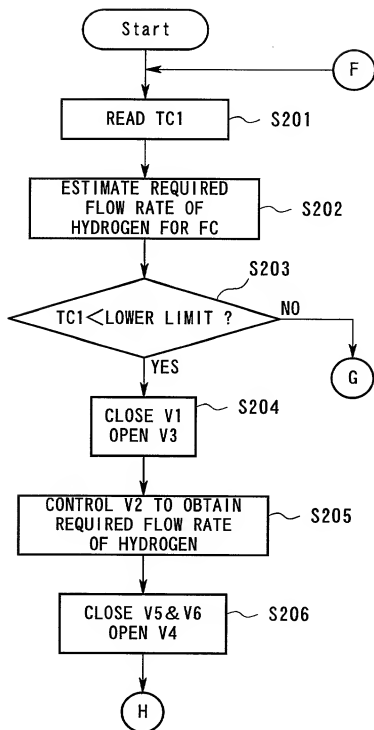 Start
F
READ TC1
S201
ESTIMATE REQUIRED
FLOW RATE OF
HYDROGEN FOR FC
S202
S203
TC1<LOWER LIMIT ?
NO
YES
G
CLOSE V1
OPEN V3
S204
CONTROL V2 TO OBTAIN
REQUIRED FLOW RATE
OF HYDROGEN
S205
CLOSE V5&V6
OPEN V4
S206
H